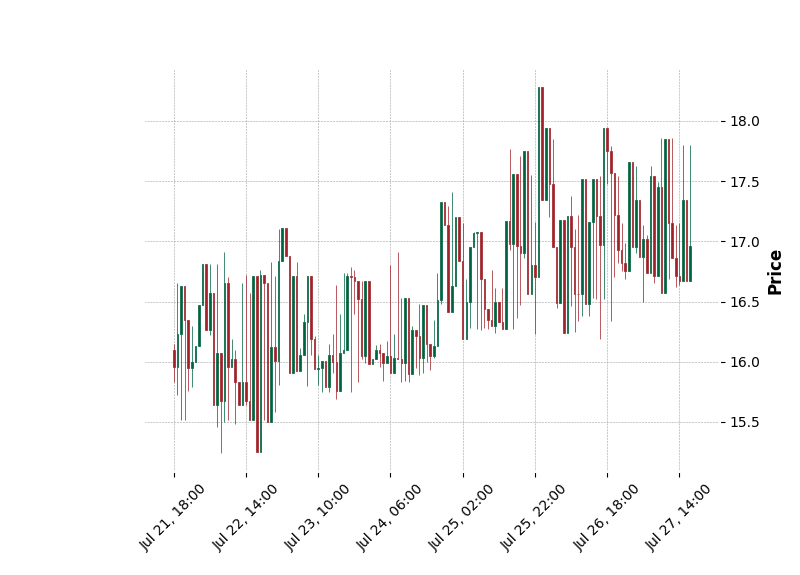 18.0
17.5
17.0
16.5
16.0
15.5
Price
Jul 21, 18:00
Jul 22, 14:00
Jul 23, 10:00
Jul 24, 06:00
Jul 25, 02:00
Jul 25, 22:00
Jul 26, 18:00
Jul 27, 14:00